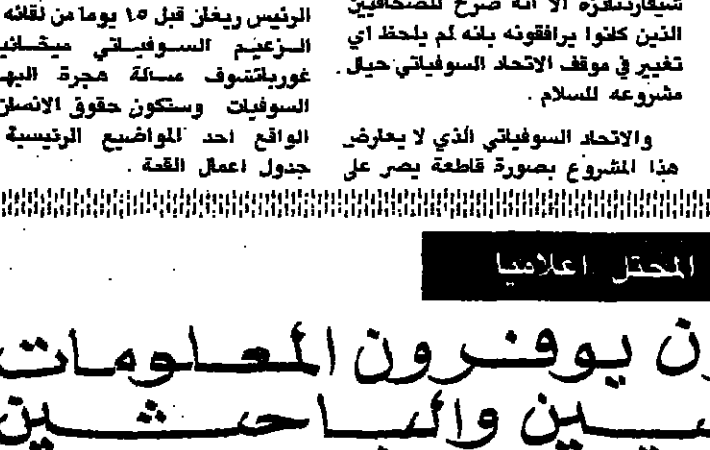 شيفاردنادزه الا انه صرح للصحافيين
الذين كانوا يرافقونه بانه لم يلحظ اي
تغيير في موقف الاتحاد السوفياتي حيال
مشروعه للسلام .
والاتحاد السوفياتي الذي لا يعارض
هذا المشروع بصورة قاطعة يصر على
الرئيس ريغان قبل ١٥ يوما من لقائه
الزعيم السوفياتي ميخائيل
غورباتشوف مسالة هجرة اليهود
السوفيات وستكون حقوق الانسان
الواقع احد المواضيع الرئيسية
جدول اعمال القمة .
المحتل اعلاميا
يوفرون المعلومات
والباحثين